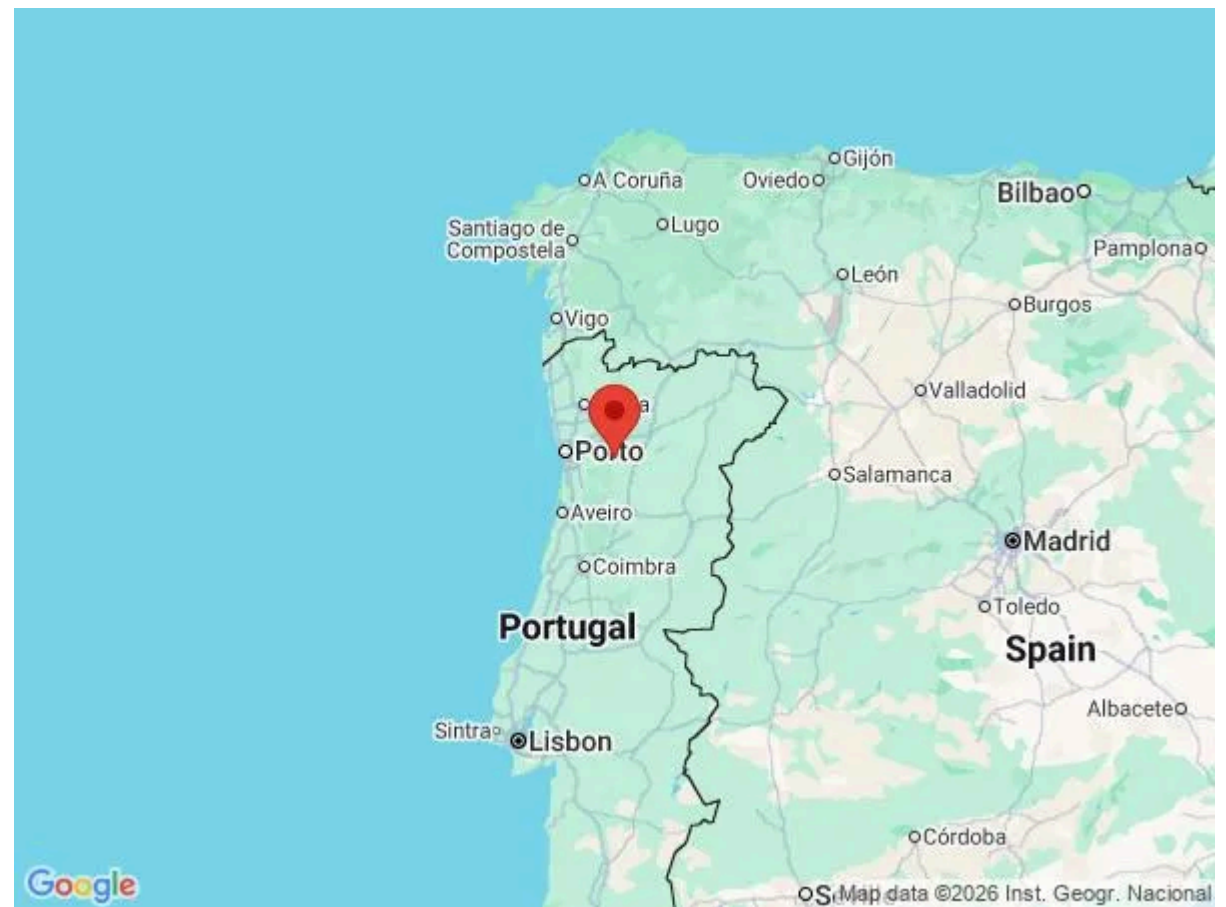 Gijón
A Coruña
Oviedo
Bilbao
Santiago de
Compostela
Lugo
Pamplona
León
Burgos
Vigo
Valladolid
Porto
Salamanca
Aveiro
Madrid
Coimbra
Toledo
Portugal
Spain
Albacete
Sintra
Lisbon
Córdoba
Google
Map data ©2026 Inst. Geogr. Nacional